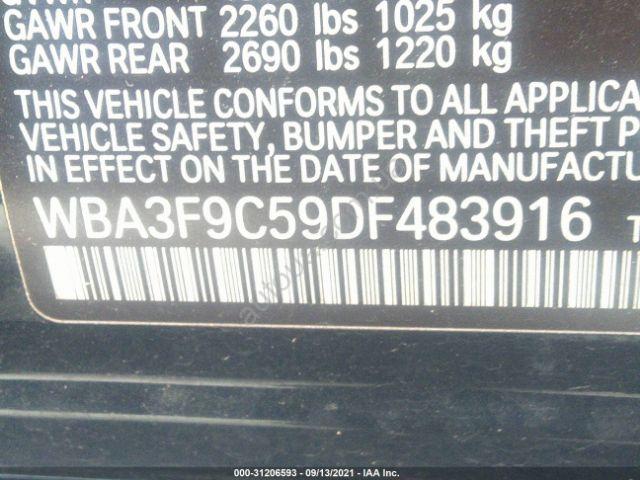 GAWR FRONT 2260 lbs 1025 kg
GAWR REAR 2690 lbs 1220 kg
THIS VEHICLE CONFORMS TO ALL APPLICA
VEHICLE SAFETY, BUMPER AND THEFT P
IN EFFECT ON THE DATE OF MANUFACTU
WBA3F9C59DF483916 T
000-31206593 - 09/13/2021 - IAA Inc.